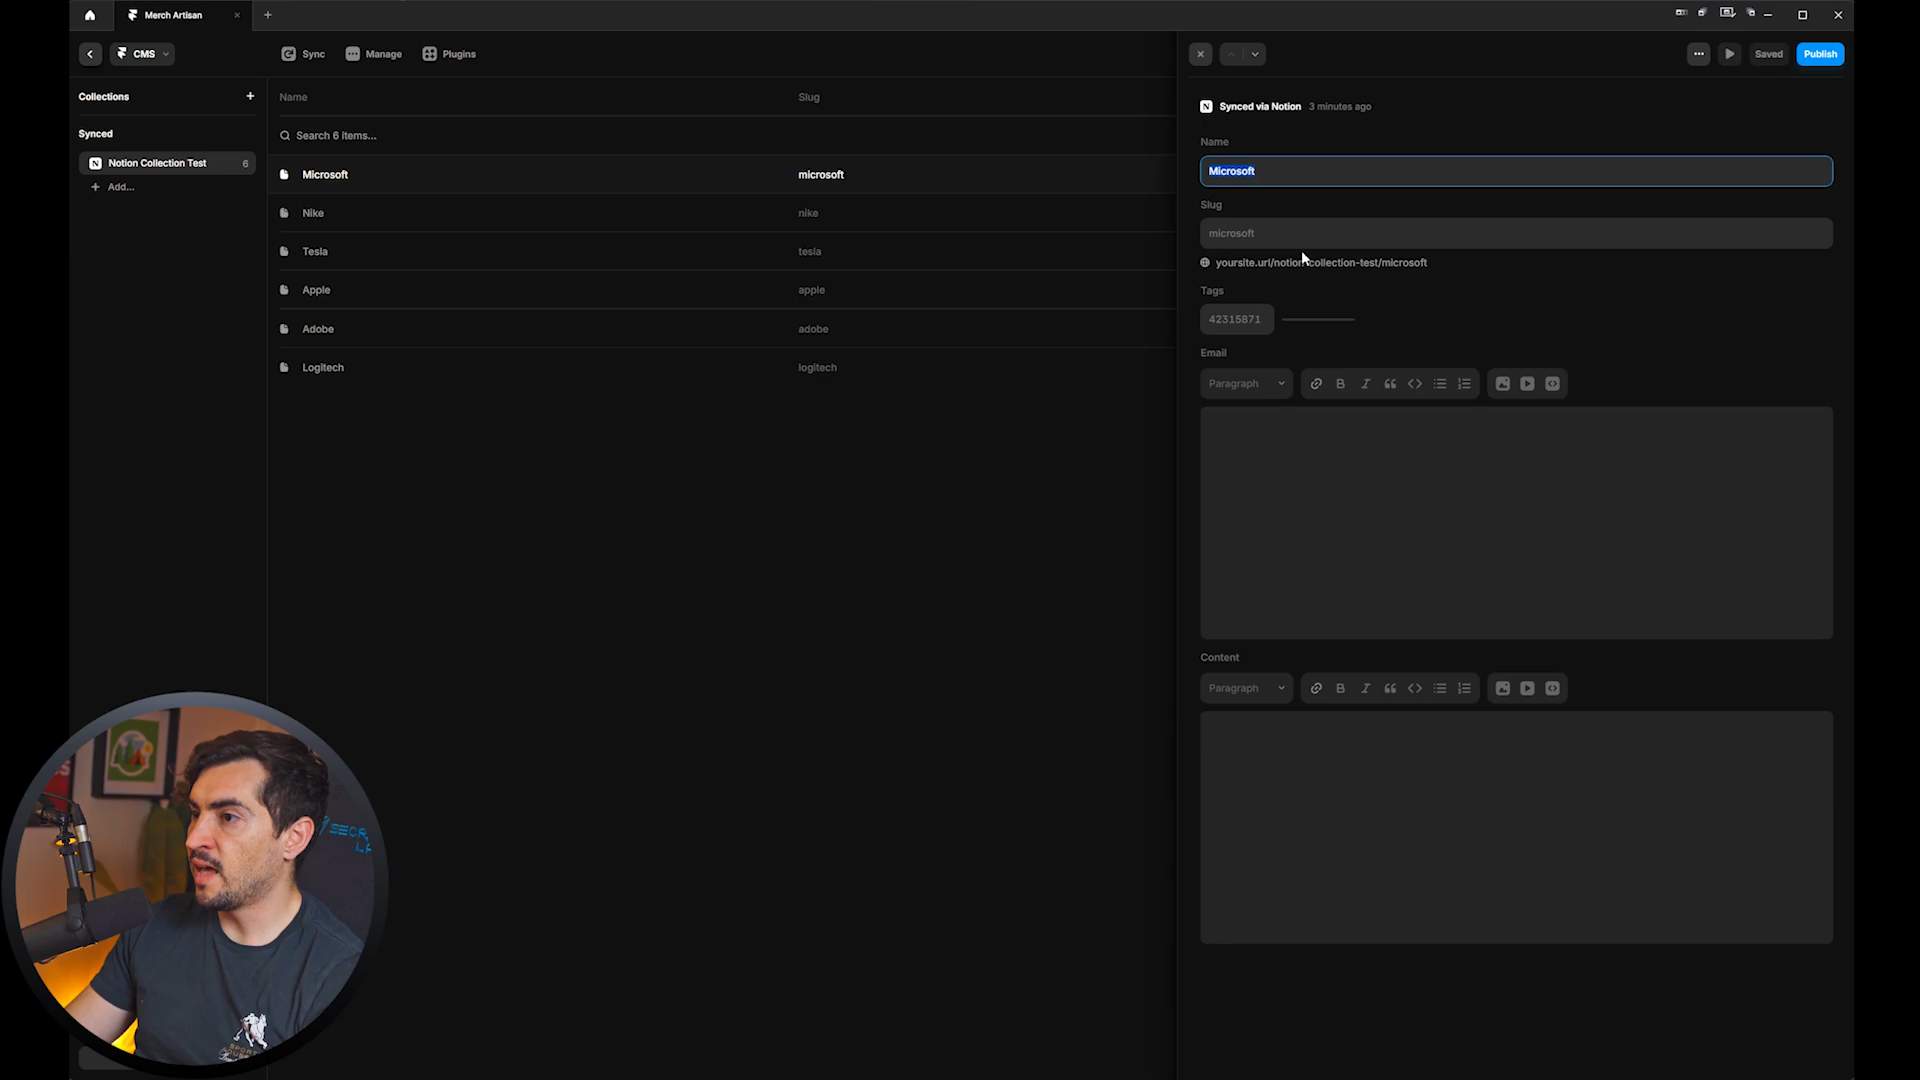 Merch Artisan
CMS
Sync
Manage
Plugins
Saved
Publish
Collections
Name
Slug
Synced
Search 6 items...
Notion Collection Test
6
Add...
Microsoft
microsoft
Nike
nike
Tesla
tesla
Apple
apple
Adobe
adobe
Logitech
logitech
Synced via Notion 3 minutes ago
Name
Microsoft
Slug
microsoft
yoursite.url/notion-collection-test/microsoft
Tags
42315871
Email
Paragraph
Content
Paragraph